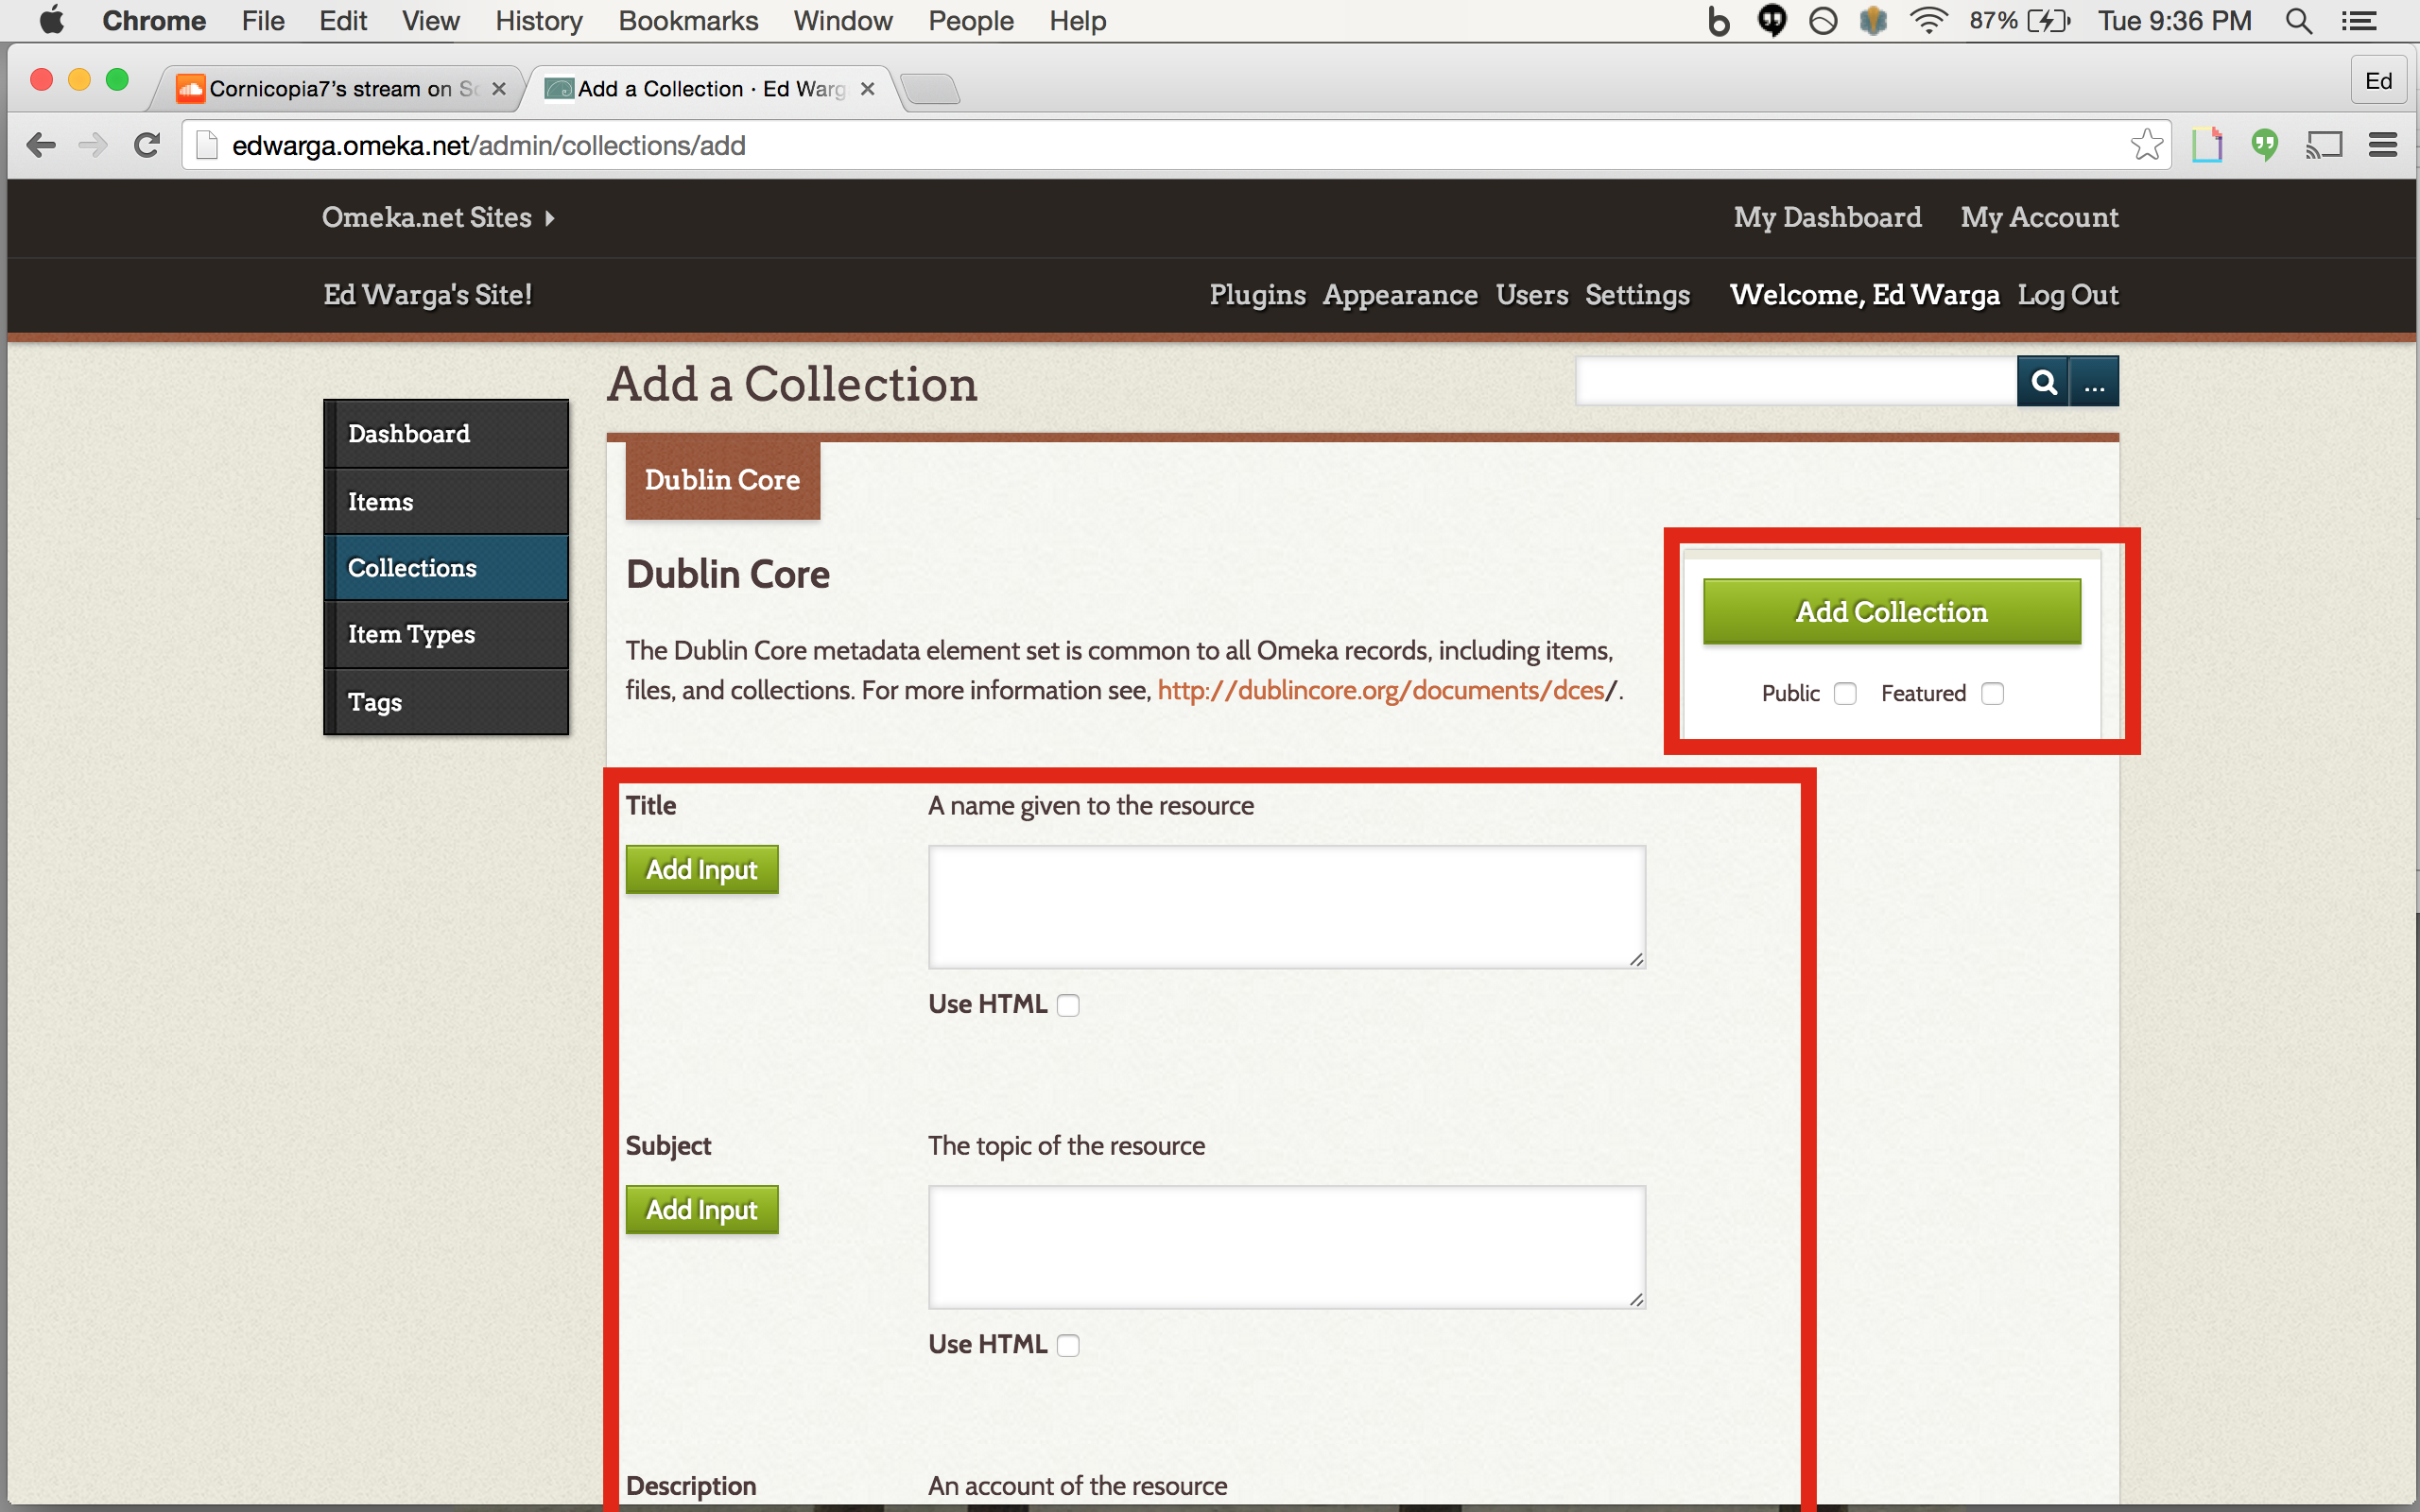 Chrome File Edit View History Bookmarks Window People Help 87% Tue 9:36 PM
Cornicopia7's stream on S Add a Collection · Ed Warg Ed
edwarga.omeka.net/admin/collections/add
Omeka.net Sites My Dashboard My Account
Ed Warga's Site! Plugins Appearance Users Settings Welcome, Ed Warga Log Out
Add a Collection ...
Dashboard
Items
Collections
Item Types
Tags
Dublin Core
Dublin Core
The Dublin Core metadata element set is common to all Omeka records, including items,
files, and collections. For more information see, http://dublincore.org/documents/dces/.
Add Collection
Public Featured
Title A name given to the resource
Add Input
Use HTML
Subject The topic of the resource
Add Input
Use HTML
Description An account of the resource